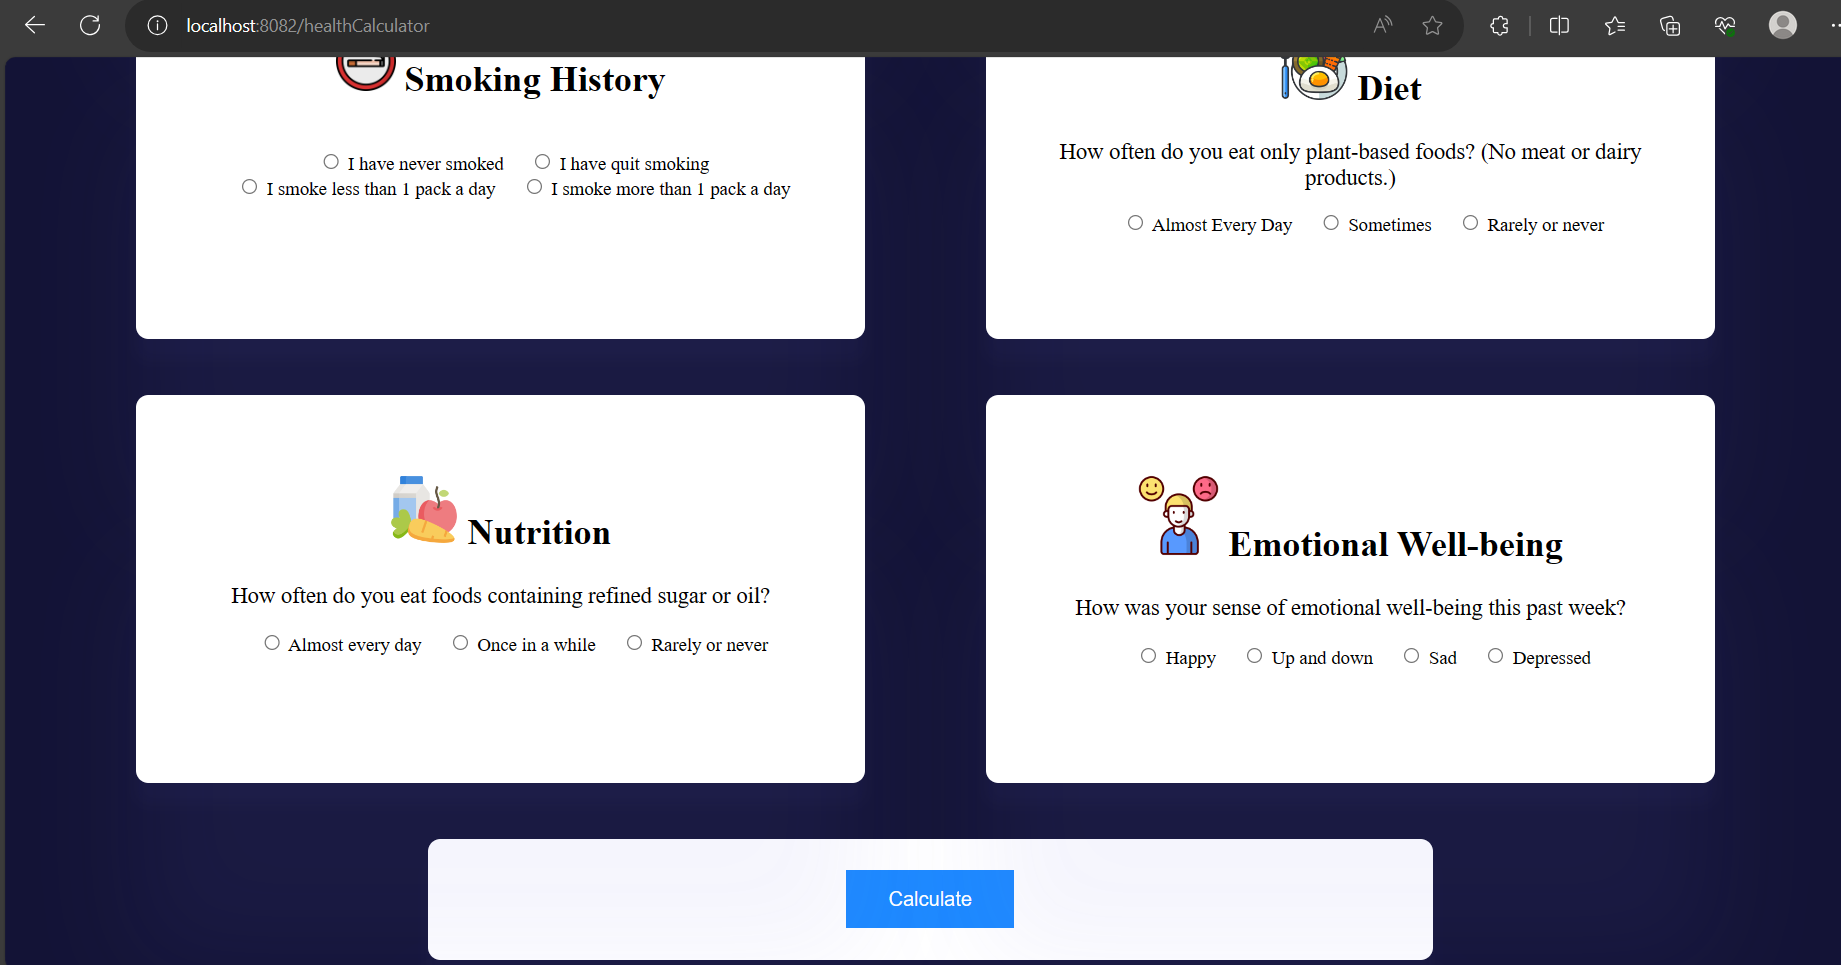 localhost:8082/healthCalculator
Smoking History
I have never smoked I have quit smoking
I smoke less than 1 pack a day I smoke more than 1 pack a day
Diet
How often do you eat only plant-based foods? (No meat or dairy
products.)
Almost Every Day Sometimes Rarely or never
Nutrition
How often do you eat foods containing refined sugar or oil?
Almost every day Once in a while Rarely or never
Emotional Well-being
How was your sense of emotional well-being this past week?
Happy Up and down Sad Depressed
Calculate